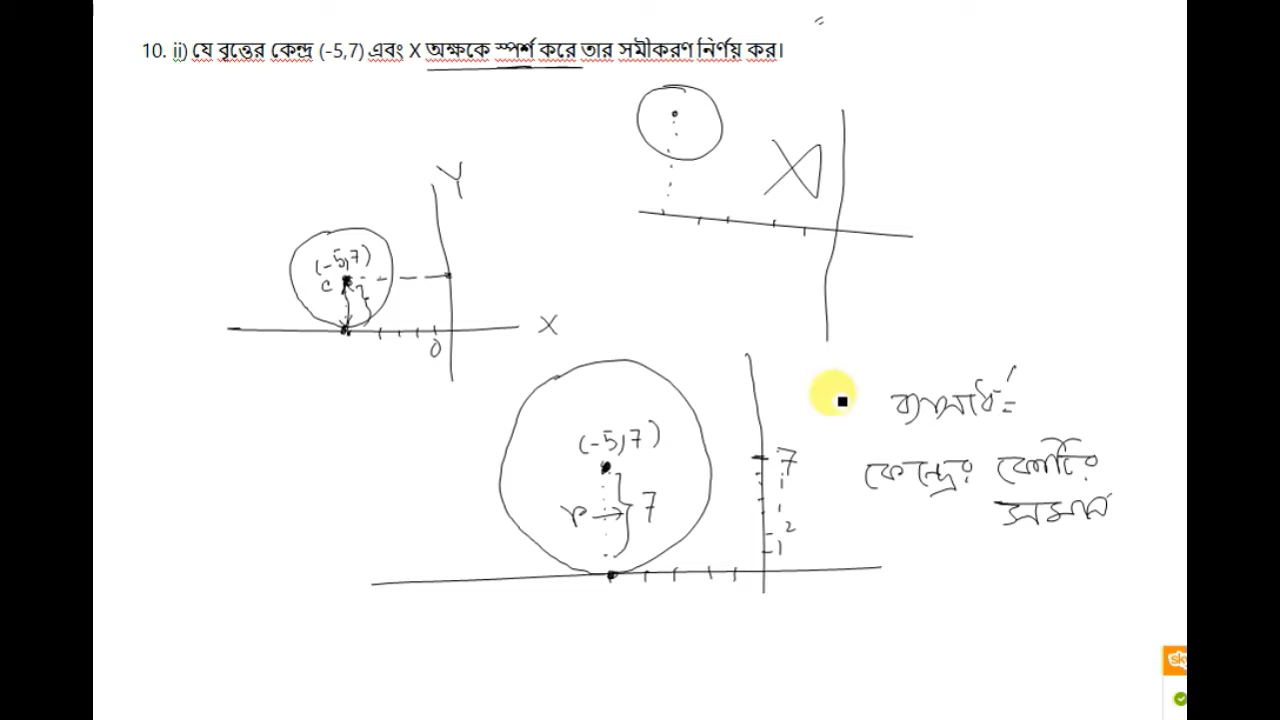 10. ii) যে বৃত্তের কেন্দ্র (-5,7) এবং X অক্ষকে স্পর্শ করে তার সমীকরণ নির্ণয় কর।
Y
(-5,7)
c
X
0
(-5,7)
r → 7
7
2
1
ব্যাসার্ধ =
কেন্দ্রের কোটির
সমান